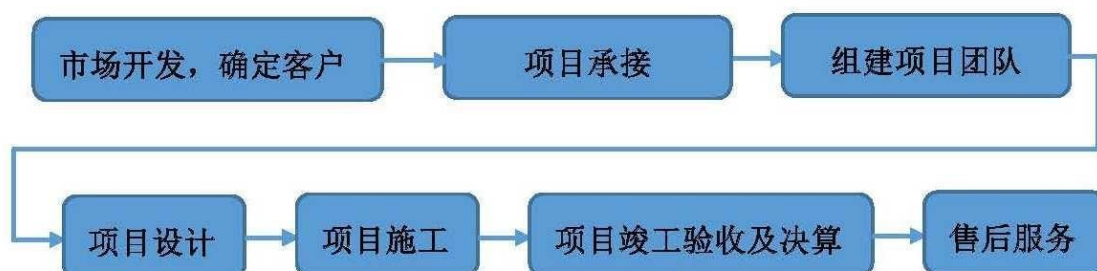 市场开发，确定客户
项目承接
组建项目团队
项目设计
项目施工
项目竣工验收及决算
售后服务